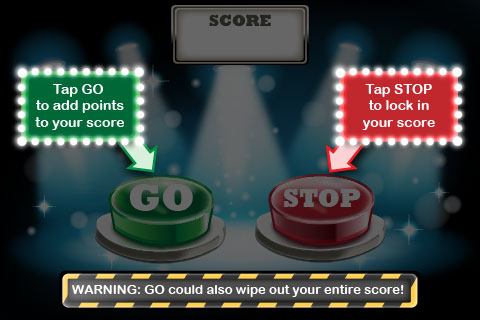 SCORE
Tap GO
to add points
to your score
Tap STOP
to lock in
your score
GO
STOP
WARNING: GO could also wipe out your entire score!